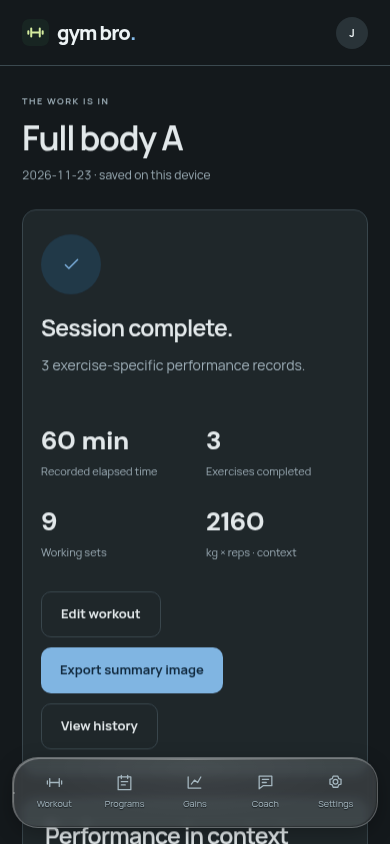 gym bro.
J
THE WORK IS IN
Full body A
2026-11-23 · saved on this device
Session complete.
3 exercise-specific performance records.
60 min
Recorded elapsed time
3
Exercises completed
9
Working sets
2160
kg × reps · context
Edit workout
Export summary image
View history
Workout
Programs
Gains
Coach
Settings
Performance in context